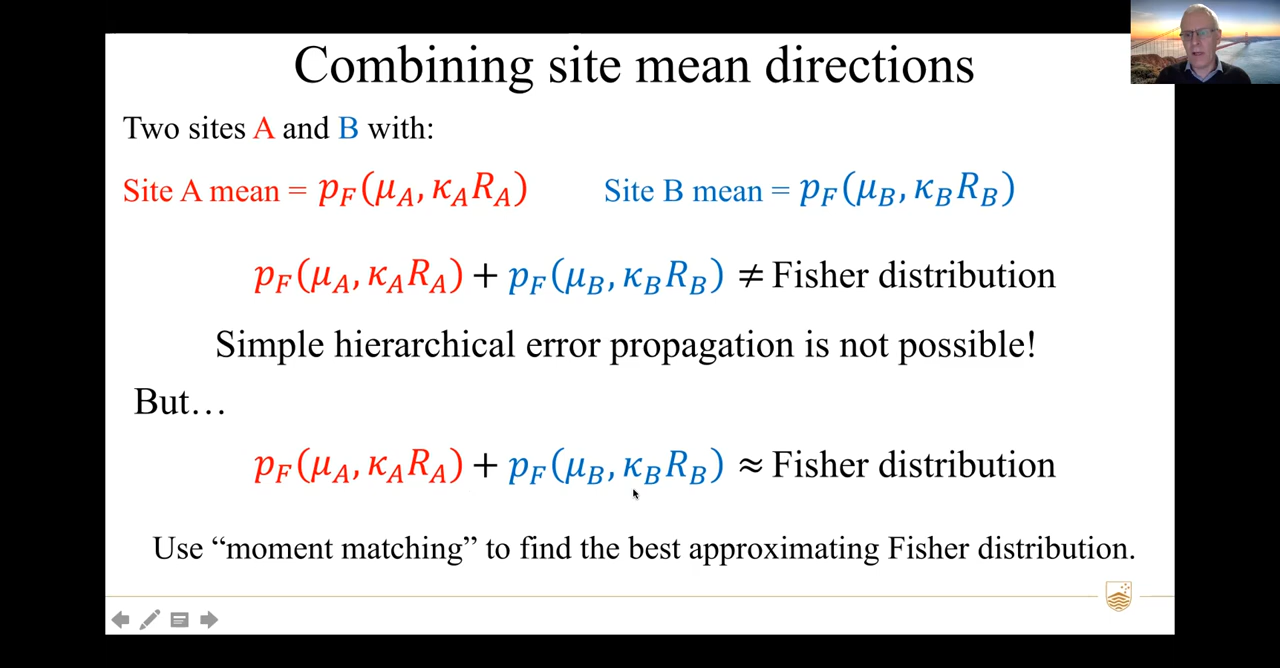 Combining site mean directions
Two sites A and B with:
Site A mean = p_F(μ_A, κ_A R_A)
Site B mean = p_F(μ_B, κ_B R_B)
p_F(μ_A, κ_A R_A) + p_F(μ_B, κ_B R_B) ≠ Fisher distribution
Simple hierarchical error propagation is not possible!
But…
p_F(μ_A, κ_A R_A) + p_F(μ_B, κ_B R_B) ≈ Fisher distribution
Use “moment matching” to find the best approximating Fisher distribution.